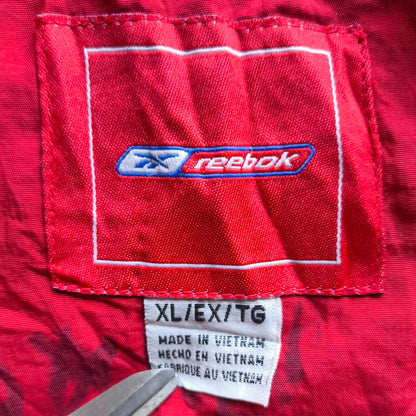 reebok
XL/EX/TG
MADE IN VIETNAM
HECHO EN VIETNAM
FABRIQUE AU VIETNAM